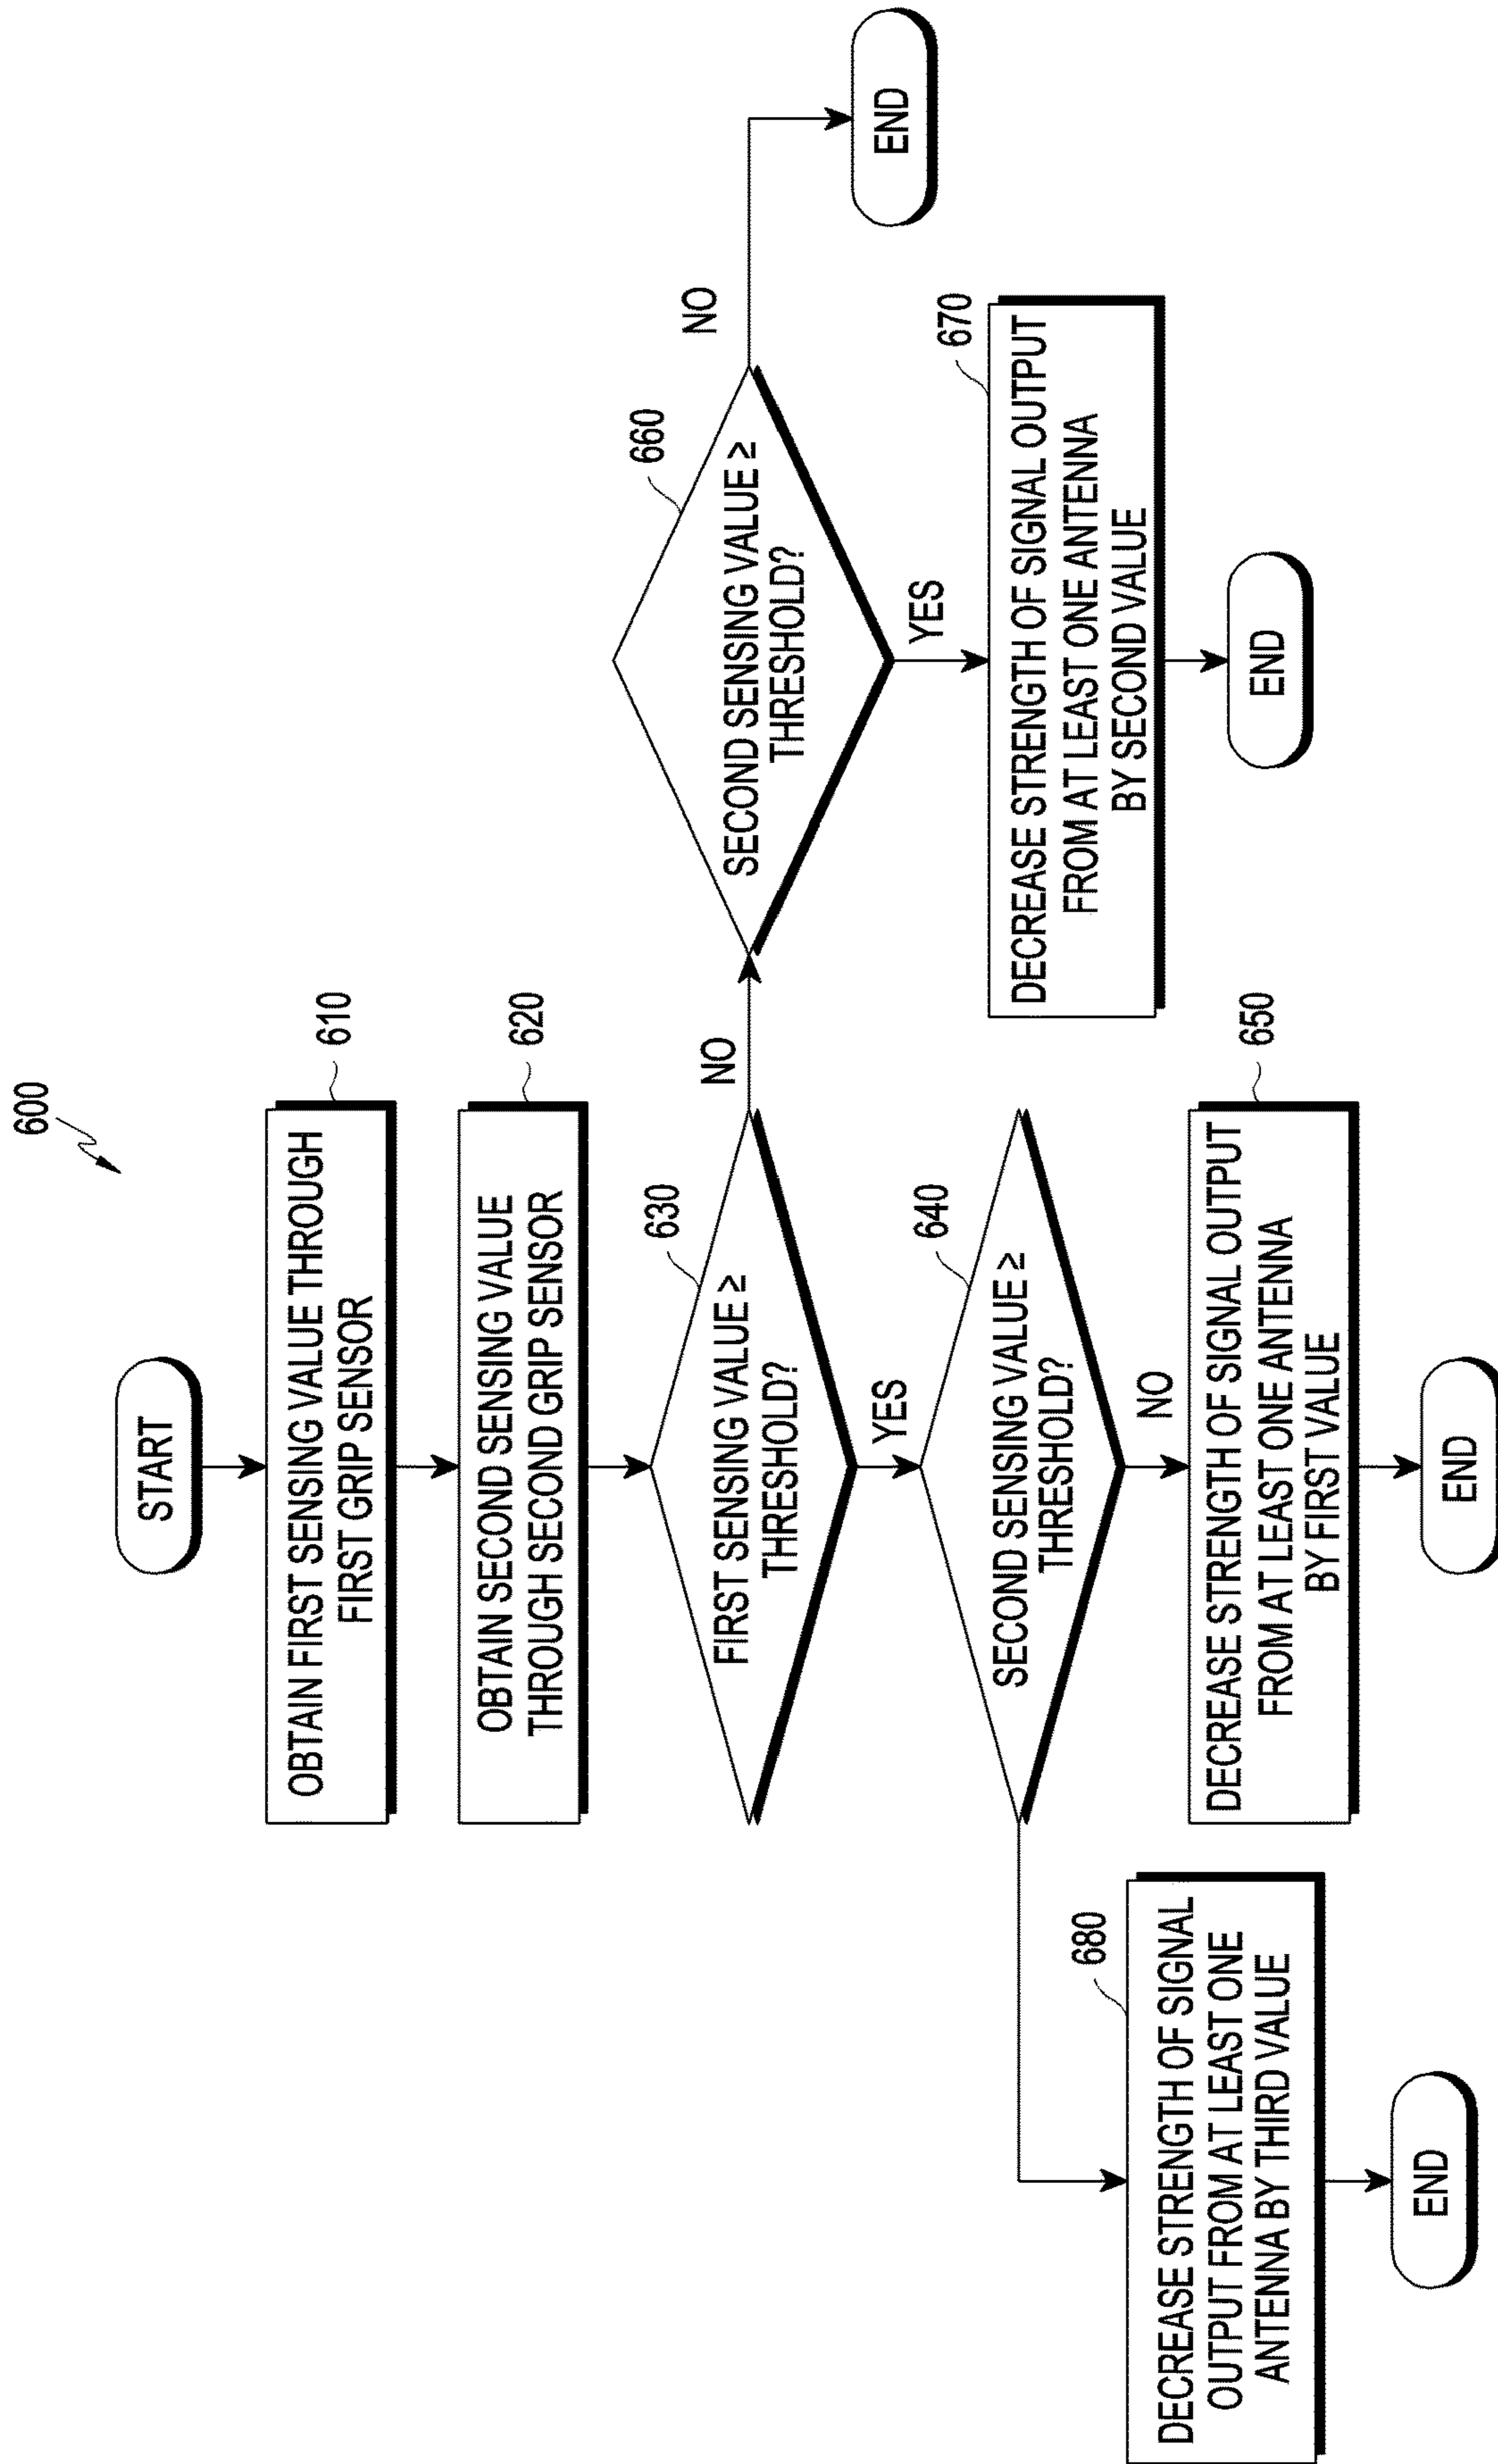 600
START
OBTAIN FIRST SENSING VALUE THROUGH
FIRST GRIP SENSOR
610
OBTAIN SECOND SENSING VALUE
THROUGH SECOND GRIP SENSOR
620
FIRST SENSING VALUE ≥
THRESHOLD?
630
NO
YES
SECOND SENSING VALUE ≥
THRESHOLD?
660
NO
END
YES
DECREASE STRENGTH OF SIGNAL OUTPUT
FROM AT LEAST ONE ANTENNA
BY SECOND VALUE
670
END
SECOND SENSING VALUE ≥
THRESHOLD?
640
NO
DECREASE STRENGTH OF SIGNAL OUTPUT
FROM AT LEAST ONE ANTENNA
BY FIRST VALUE
650
END
DECREASE STRENGTH OF SIGNAL
OUTPUT FROM AT LEAST ONE
ANTENNA BY THIRD VALUE
680
END